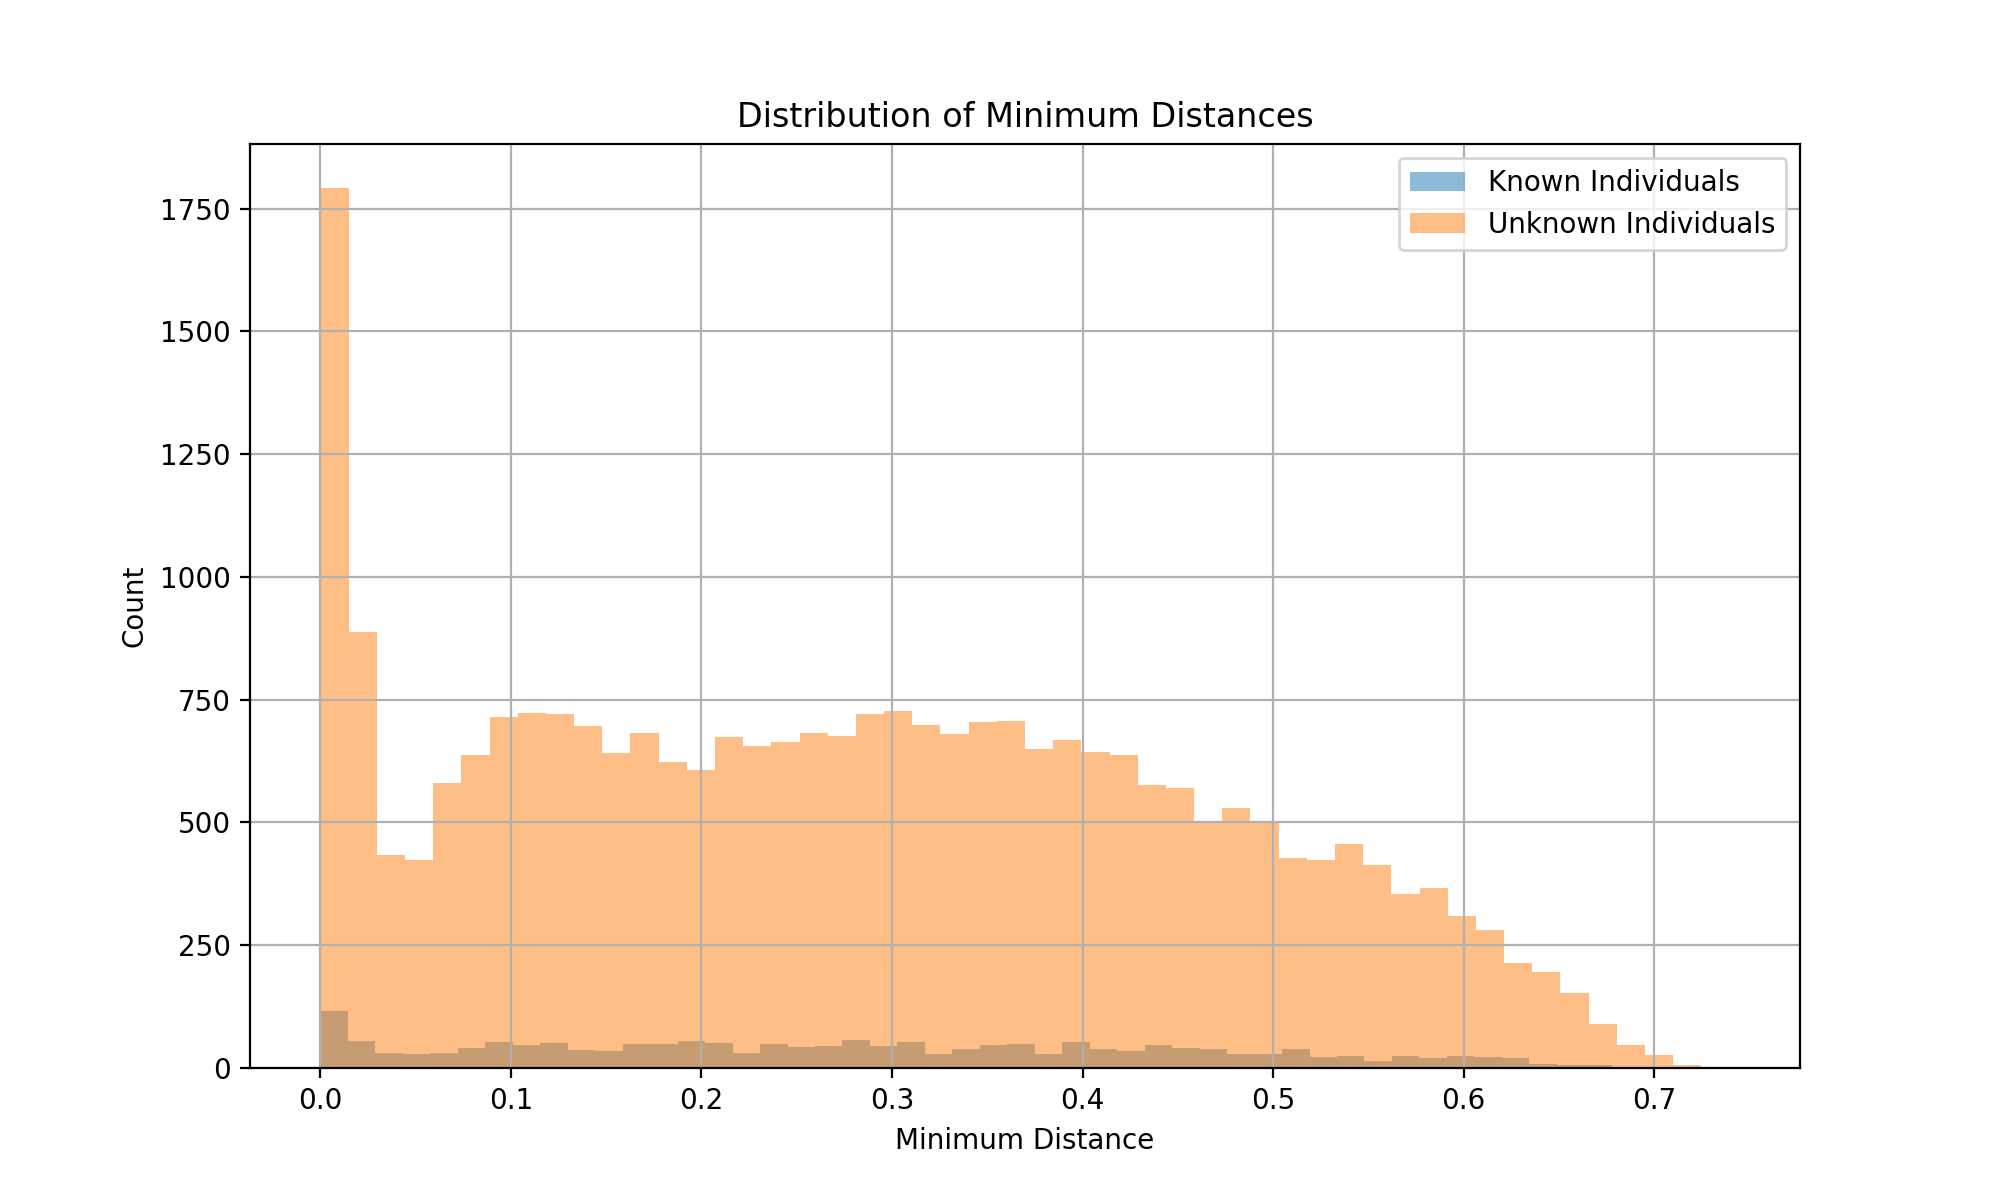 Distribution of Minimum Distances
Known Individuals
Unknown Individuals
1750
1500
1250
1000
750
500
250
0
Count
0.0 0.1 0.2 0.3 0.4 0.5 0.6 0.7
Minimum Distance